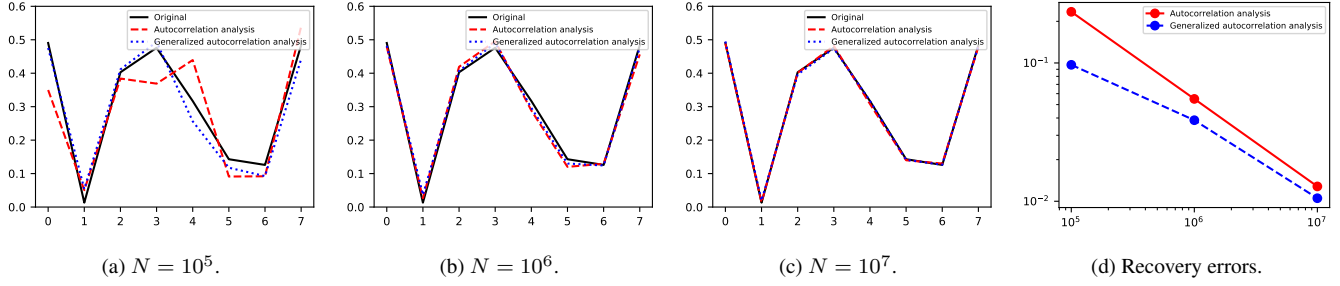 Original
Autocorrelation analysis
Generalized autocorrelation analysis
0.6
0.5
0.4
0.3
0.2
0.1
0.0
0 1 2 3 4 5 6 7
(a) N = 10^5.
Original
Autocorrelation analysis
Generalized autocorrelation analysis
0.6
0.5
0.4
0.3
0.2
0.1
0.0
0 1 2 3 4 5 6 7
(b) N = 10^6.
Original
Autocorrelation analysis
Generalized autocorrelation analysis
0.6
0.5
0.4
0.3
0.2
0.1
0.0
0 1 2 3 4 5 6 7
(c) N = 10^7.
Autocorrelation analysis
Generalized autocorrelation analysis
10^−1
10^−2
10^5 10^6 10^7
(d) Recovery errors.